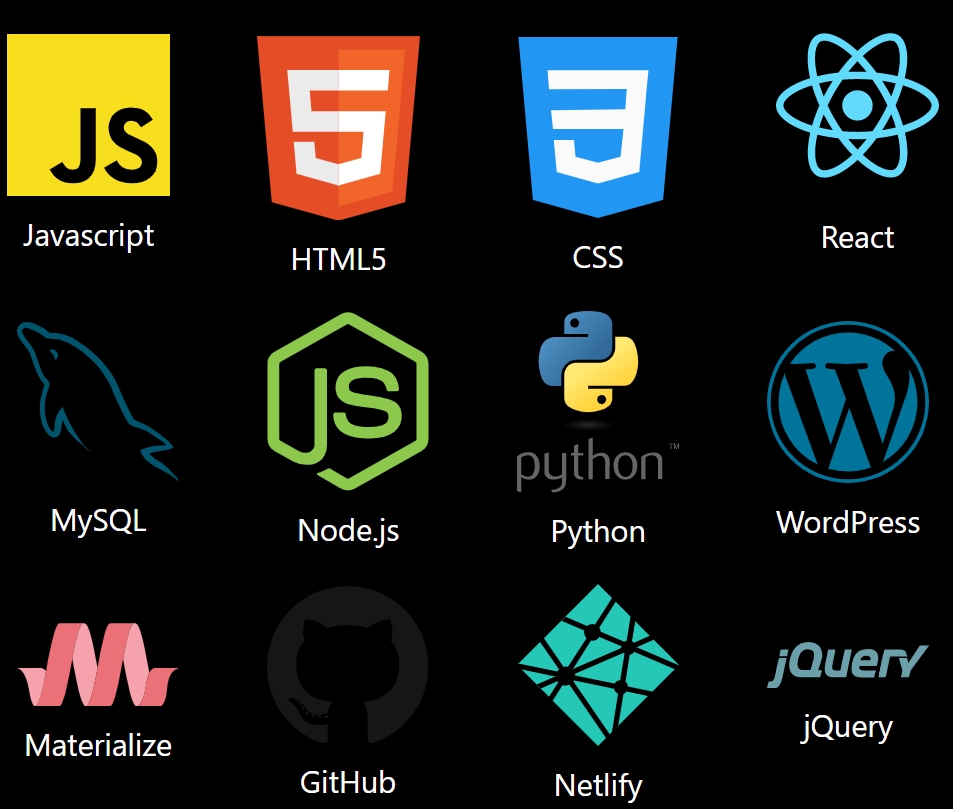 JS
5
3
Javascript
HTML5
CSS
React
JS
python™
W
MySQL
Node.js
Python
WordPress
jQuery
Materialize
GitHub
Netlify
jQuery